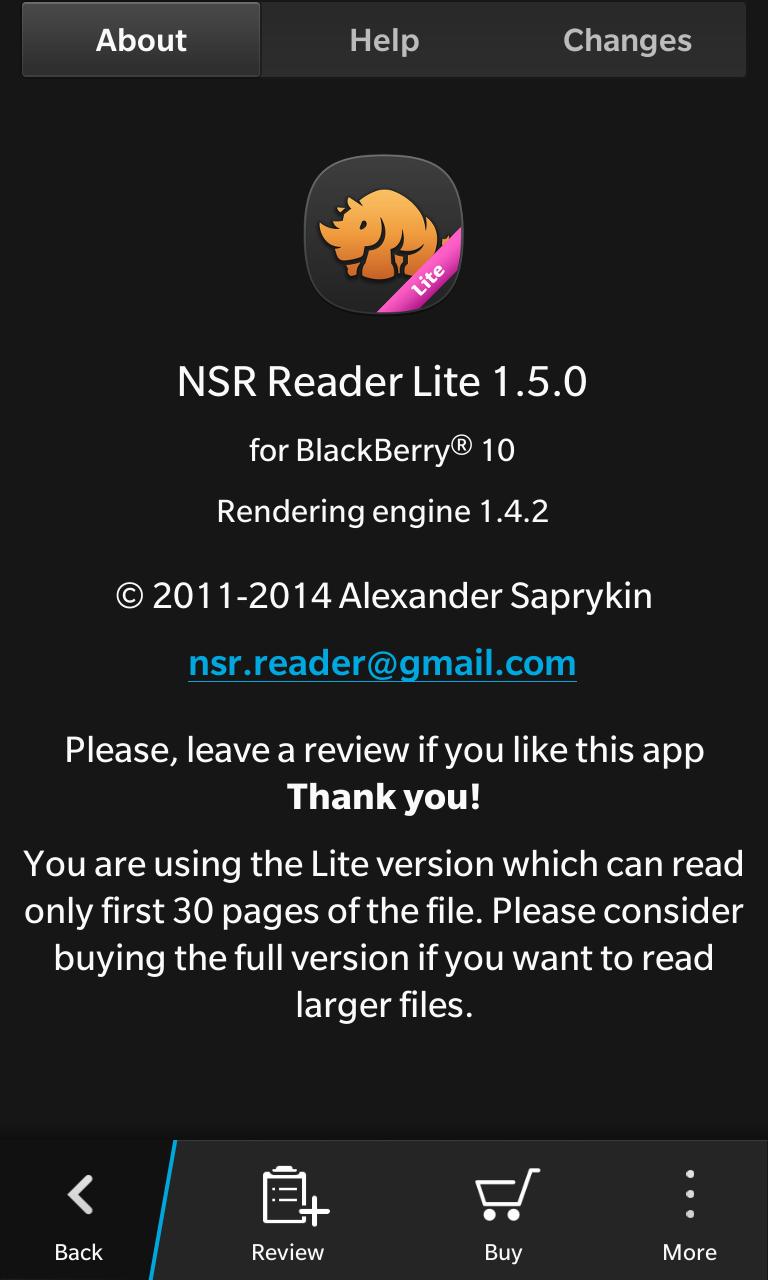 About Help Changes
Lite
NSR Reader Lite 1.5.0
for BlackBerry® 10
Rendering engine 1.4.2
© 2011-2014 Alexander Saprykin
nsr.reader@gmail.com
Please, leave a review if you like this app
Thank you!
You are using the Lite version which can read
only first 30 pages of the file. Please consider
buying the full version if you want to read
larger files.
Back Review Buy More